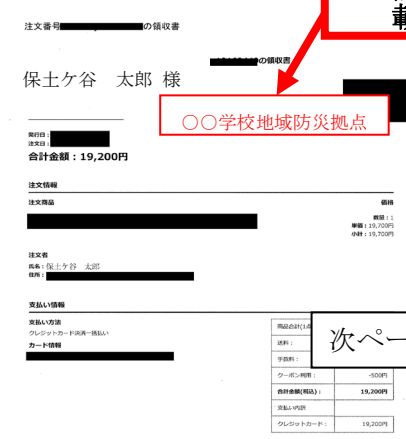 注文番号 の領収書
の領収書
保土ケ谷 太郎 様
○○学校地域防災拠点
発行日:
注文日:
合計金額:19,200円
注文情報
注文商品 価格
数量:1
単価:19,700円
小計:19,700円
注文者
氏名:保土ケ谷 太郎
住所:
支払い情報
支払い方法
クレジットカード決済一括払い
カード情報
商品合計(1点
送料:
手数料:
クーポン利用: -500円
合計金額(税込): 19,200円
支払い内訳
クレジットカード: 19,200円
次ペー